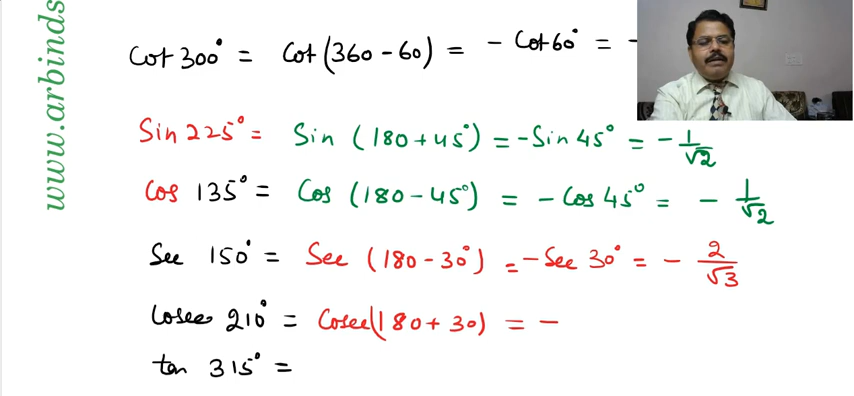 www.arbinds
Cot 300° = Cot (360 - 60) = - Cot 60° = -
Sin 225° = Sin (180 + 45°) = - Sin 45° = - 1/√2
Cos 135° = Cos (180 - 45°) = - Cos 45° = - 1/√2
Sec 150° = Sec (180 - 30°) = - Sec 30° = - 2/√3
Cosec 210° = Cosec (180 + 30) = -
tan 315° =